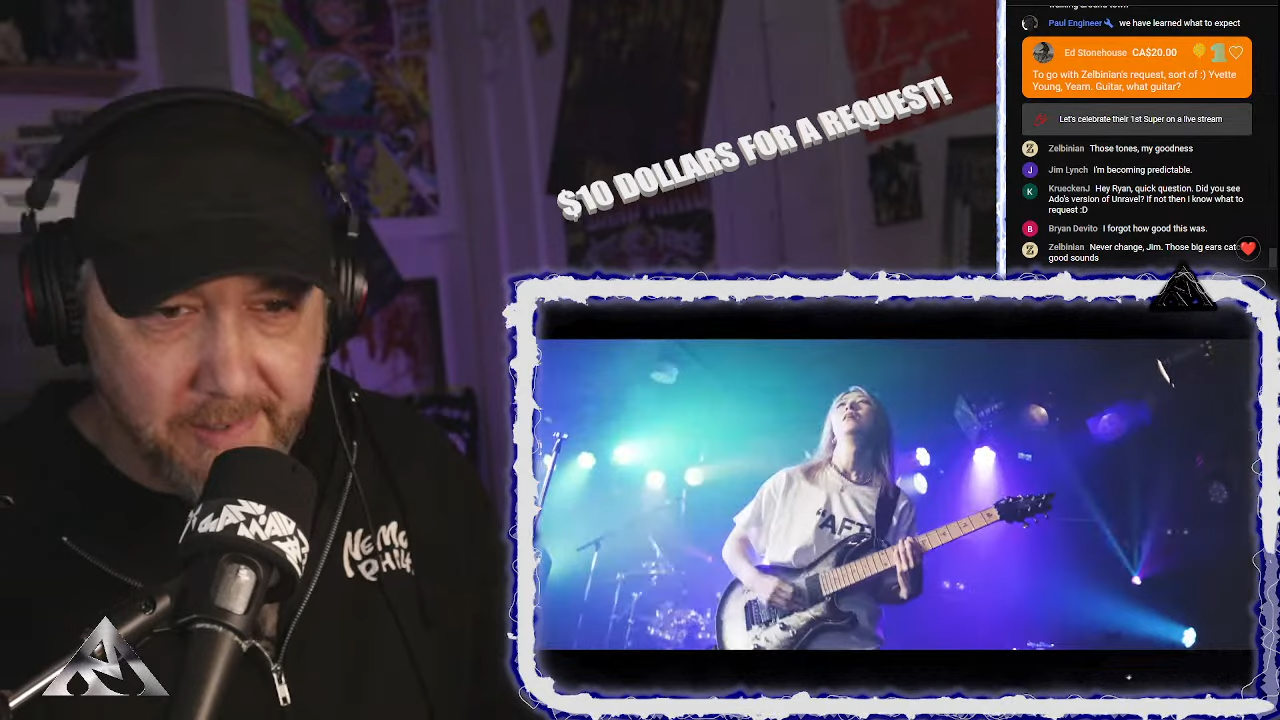 Paul Engineer we have learned what to expect
Ed Stonehouse CA$20.00
To go with Zelbinian's request, sort of :) Yvette
Young, Yearn. Guitar, what guitar?
Let's celebrate their 1st Super on a live stream
Zelbinian Those tones, my goodness
Jim Lynch I'm becoming predictable.
KrueckenJ Hey Ryan, quick question. Did you see
Ado's version of Unravel? If not then I know what to
request :D
Bryan Devito I forgot how good this was.
Zelbinian Never change, Jim. Those big ears
good sounds
$10 DOLLARS FOR A REQUEST!
"AFT